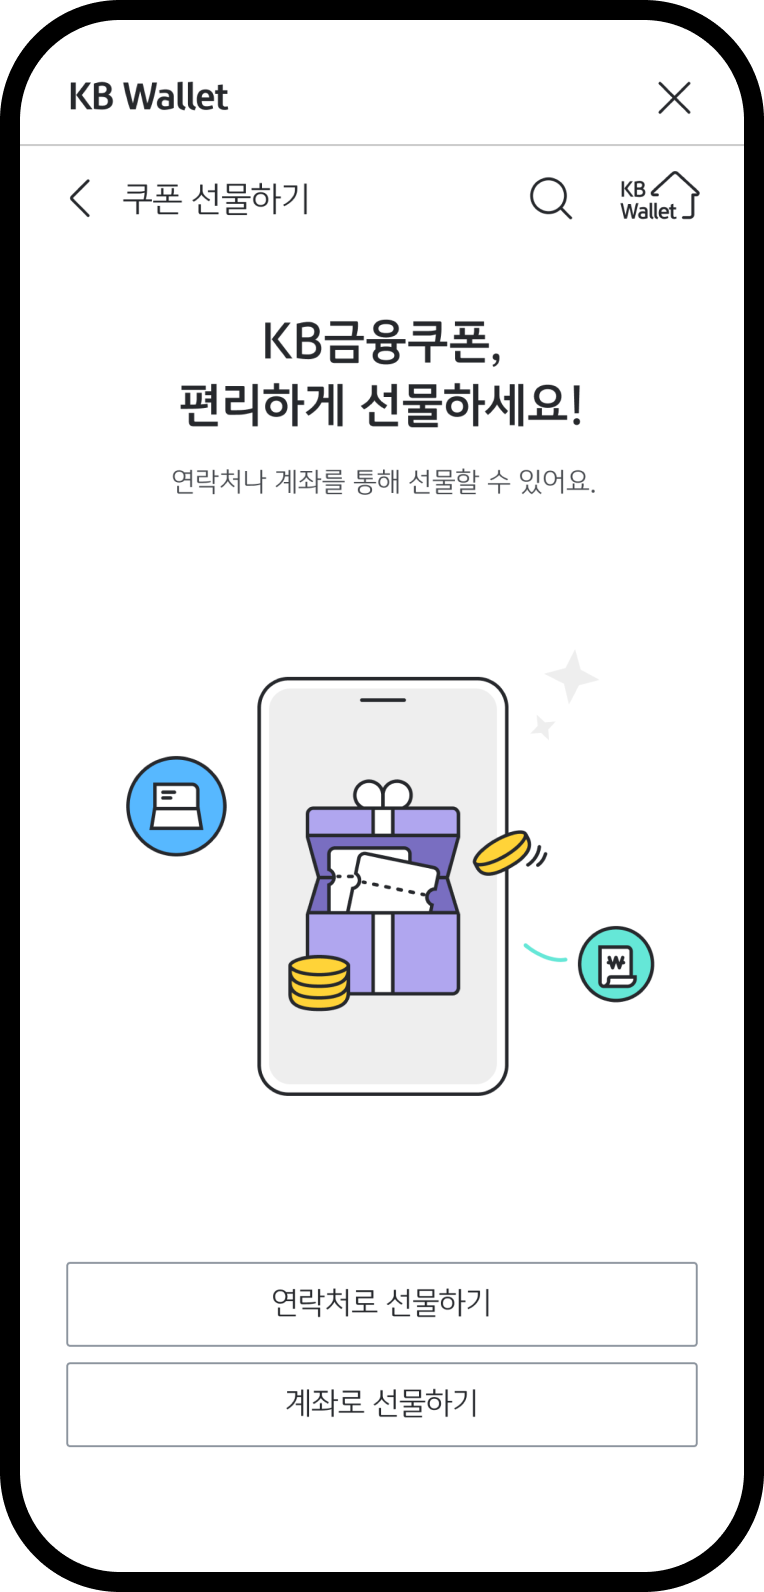 KB Wallet
쿠폰 선물하기
KB
Wallet
KB금융쿠폰,
편리하게 선물하세요!
연락처나 계좌를 통해 선물할 수 있어요.
₩
연락처로 선물하기
계좌로 선물하기